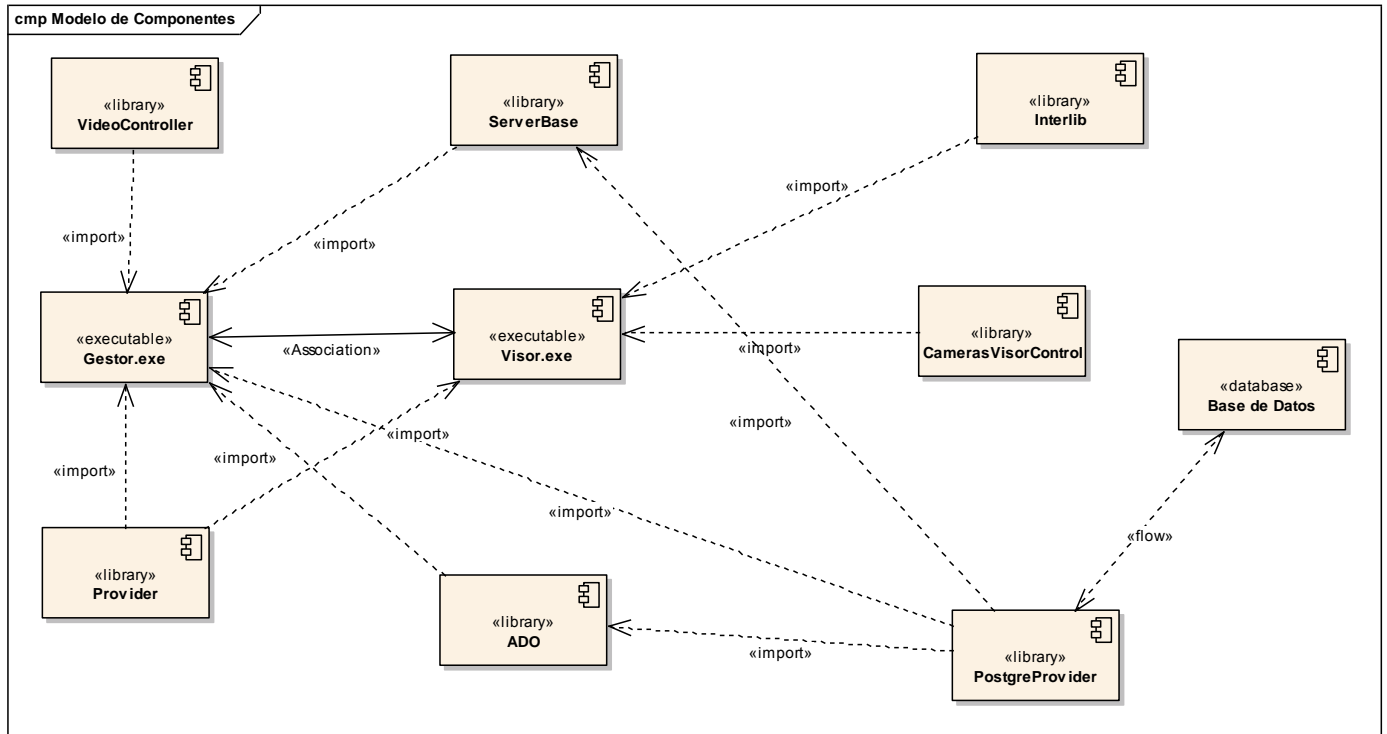 cmp Modelo de Componentes
«library»
VideoController
«library»
ServerBase
«library»
Interlib
«import»
«import»
«import»
«executable»
Gestor.exe
«Association»
«executable»
Visor.exe
«import»
«library»
CamerasVisorControl
«database»
Base de Datos
«import»
«import»
«import»
«import»
«import»
«flow»
«library»
Provider
«library»
ADO
«import»
«library»
PostgreProvider